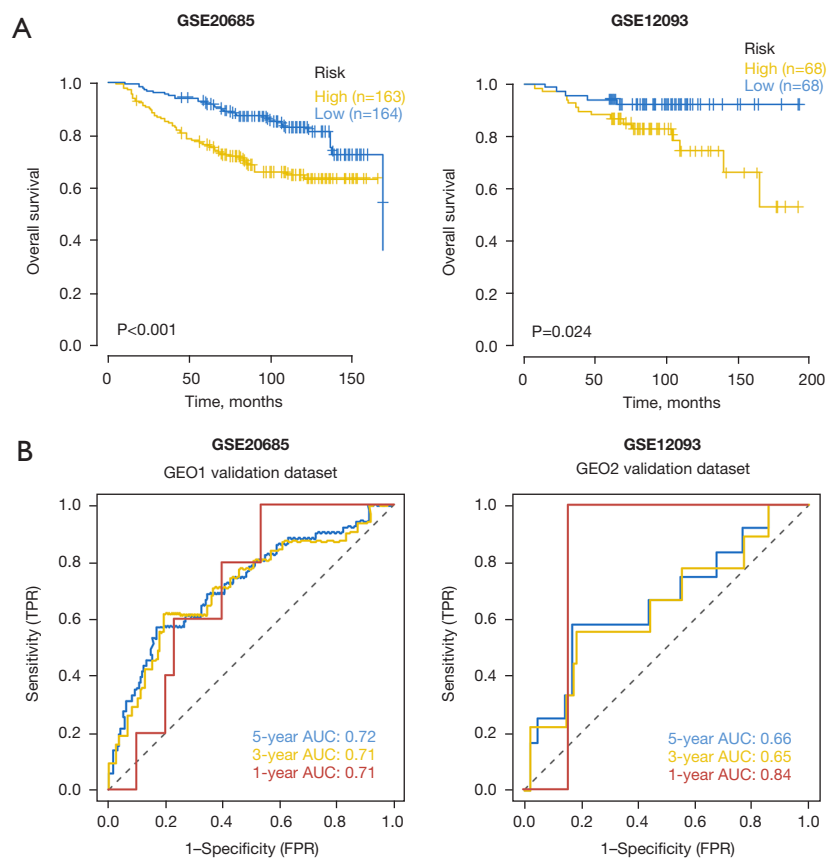 A
GSE20685
Risk
High (n=163)
Low (n=164)
Overall survival
1.0
0.8
0.6
0.4
0.2
0.0
P<0.001
0
50
100
150
Time, months
GSE12093
Risk
High (n=68)
Low (n=68)
Overall survival
1.0
0.8
0.6
0.4
0.2
0.0
P=0.024
0
50
100
150
200
Time, months
B
GSE20685
GEO1 validation dataset
Sensitivity (TPR)
1.0
0.8
0.6
0.4
0.2
0.0
5-year AUC: 0.72
3-year AUC: 0.71
1-year AUC: 0.71
0.0
0.2
0.4
0.6
0.8
1.0
1–Specificity (FPR)
GSE12093
GEO2 validation dataset
Sensitivity (TPR)
1.0
0.8
0.6
0.4
0.2
0.0
5-year AUC: 0.66
3-year AUC: 0.65
1-year AUC: 0.84
0.0
0.2
0.4
0.6
0.8
1.0
1–Specificity (FPR)